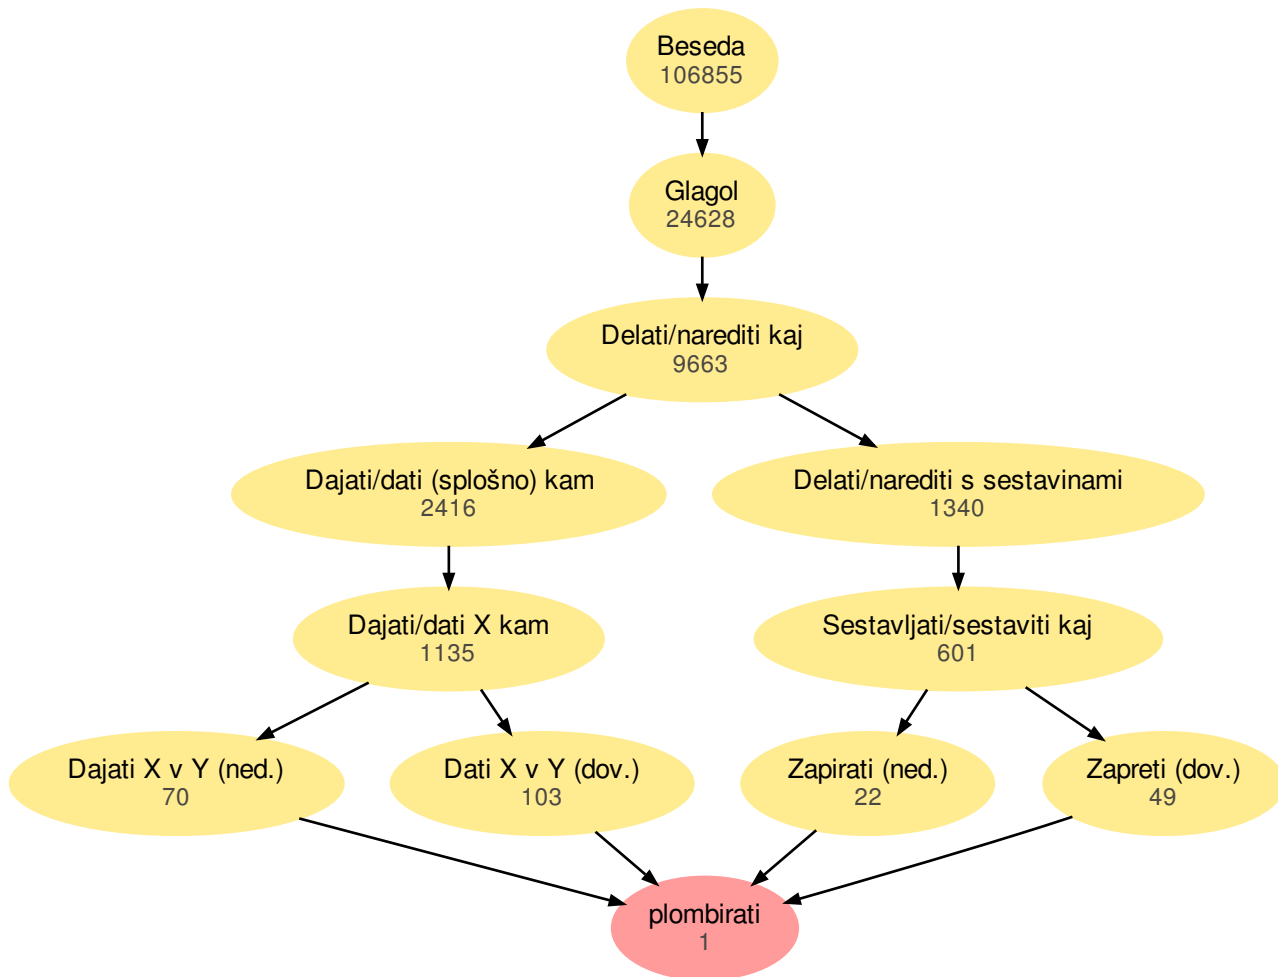 Beseda
106855
Glagol
24628
Delati/narediti kaj
9663
Dajati/dati (splošno) kam
2416
Delati/narediti s sestavinami
1340
Dajati/dati X kam
1135
Sestavljati/sestaviti kaj
601
Dajati X v Y (ned.)
70
Dati X v Y (dov.)
103
Zapirati (ned.)
22
Zapreti (dov.)
49
plombirati
1